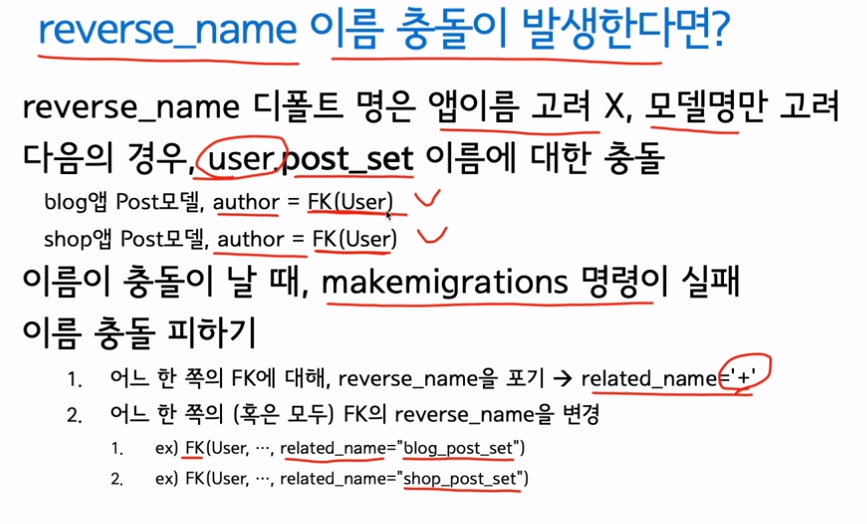 reverse_name 이름 충돌이 발생한다면?
reverse_name 디폴트 명은 앱이름 고려 X, 모델명만 고려
다음의 경우, user.post_set 이름에 대한 충돌
blog앱 Post모델, author = FK(User)
shop앱 Post모델, author = FK(User)
이름이 충돌이 날 때, makemigrations 명령이 실패
이름 충돌 피하기
1. 어느 한 쪽의 FK에 대해, reverse_name을 포기 → related_name='+'
2. 어느 한 쪽의 (혹은 모두) FK의 reverse_name을 변경
1. ex) FK(User, ···, related_name="blog_post_set")
2. ex) FK(User, ···, related_name="shop_post_set")